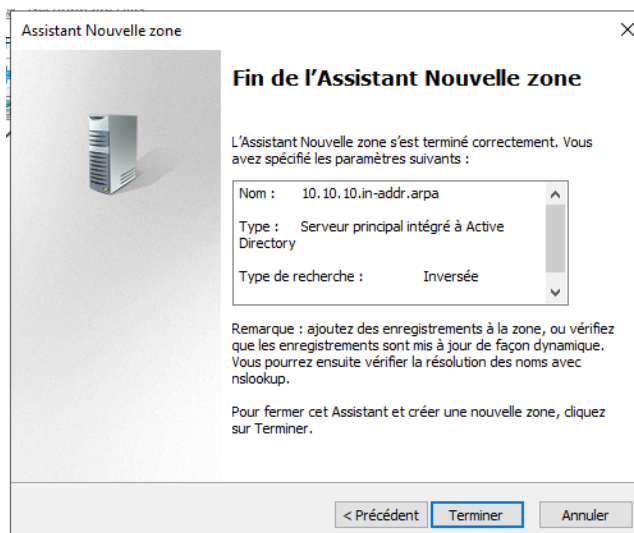 Assistant Nouvelle zone
Fin de l'Assistant Nouvelle zone
L'Assistant Nouvelle zone s'est terminé correctement. Vous
avez spécifié les paramètres suivants :
Nom : 10.10.10.in-addr.arpa
Type : Serveur principal intégré à Active
Directory
Type de recherche : Inversée
Remarque : ajoutez des enregistrements à la zone, ou vérifiez
que les enregistrements sont mis à jour de façon dynamique.
Vous pourrez ensuite vérifier la résolution des noms avec
nslookup.
Pour fermer cet Assistant et créer une nouvelle zone, cliquez
sur Terminer.
< Précédent Terminer Annuler